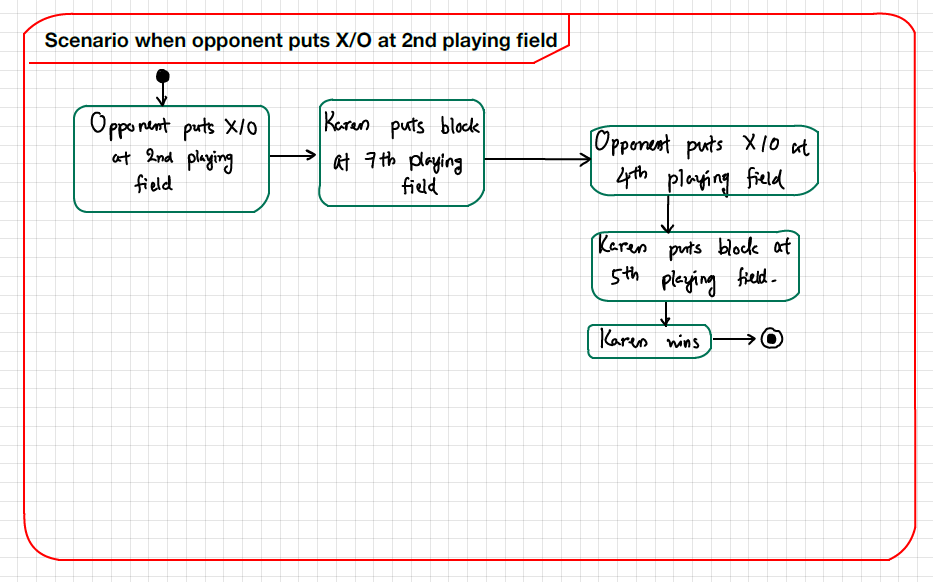 Scenario when opponent puts X/O at 2nd playing field
Opponent puts X/O
at 2nd playing
field
Karen puts block
at 7th playing
field
Opponent puts X/O at
4th playing field
Karen puts block at
5th playing field.
Karen wins